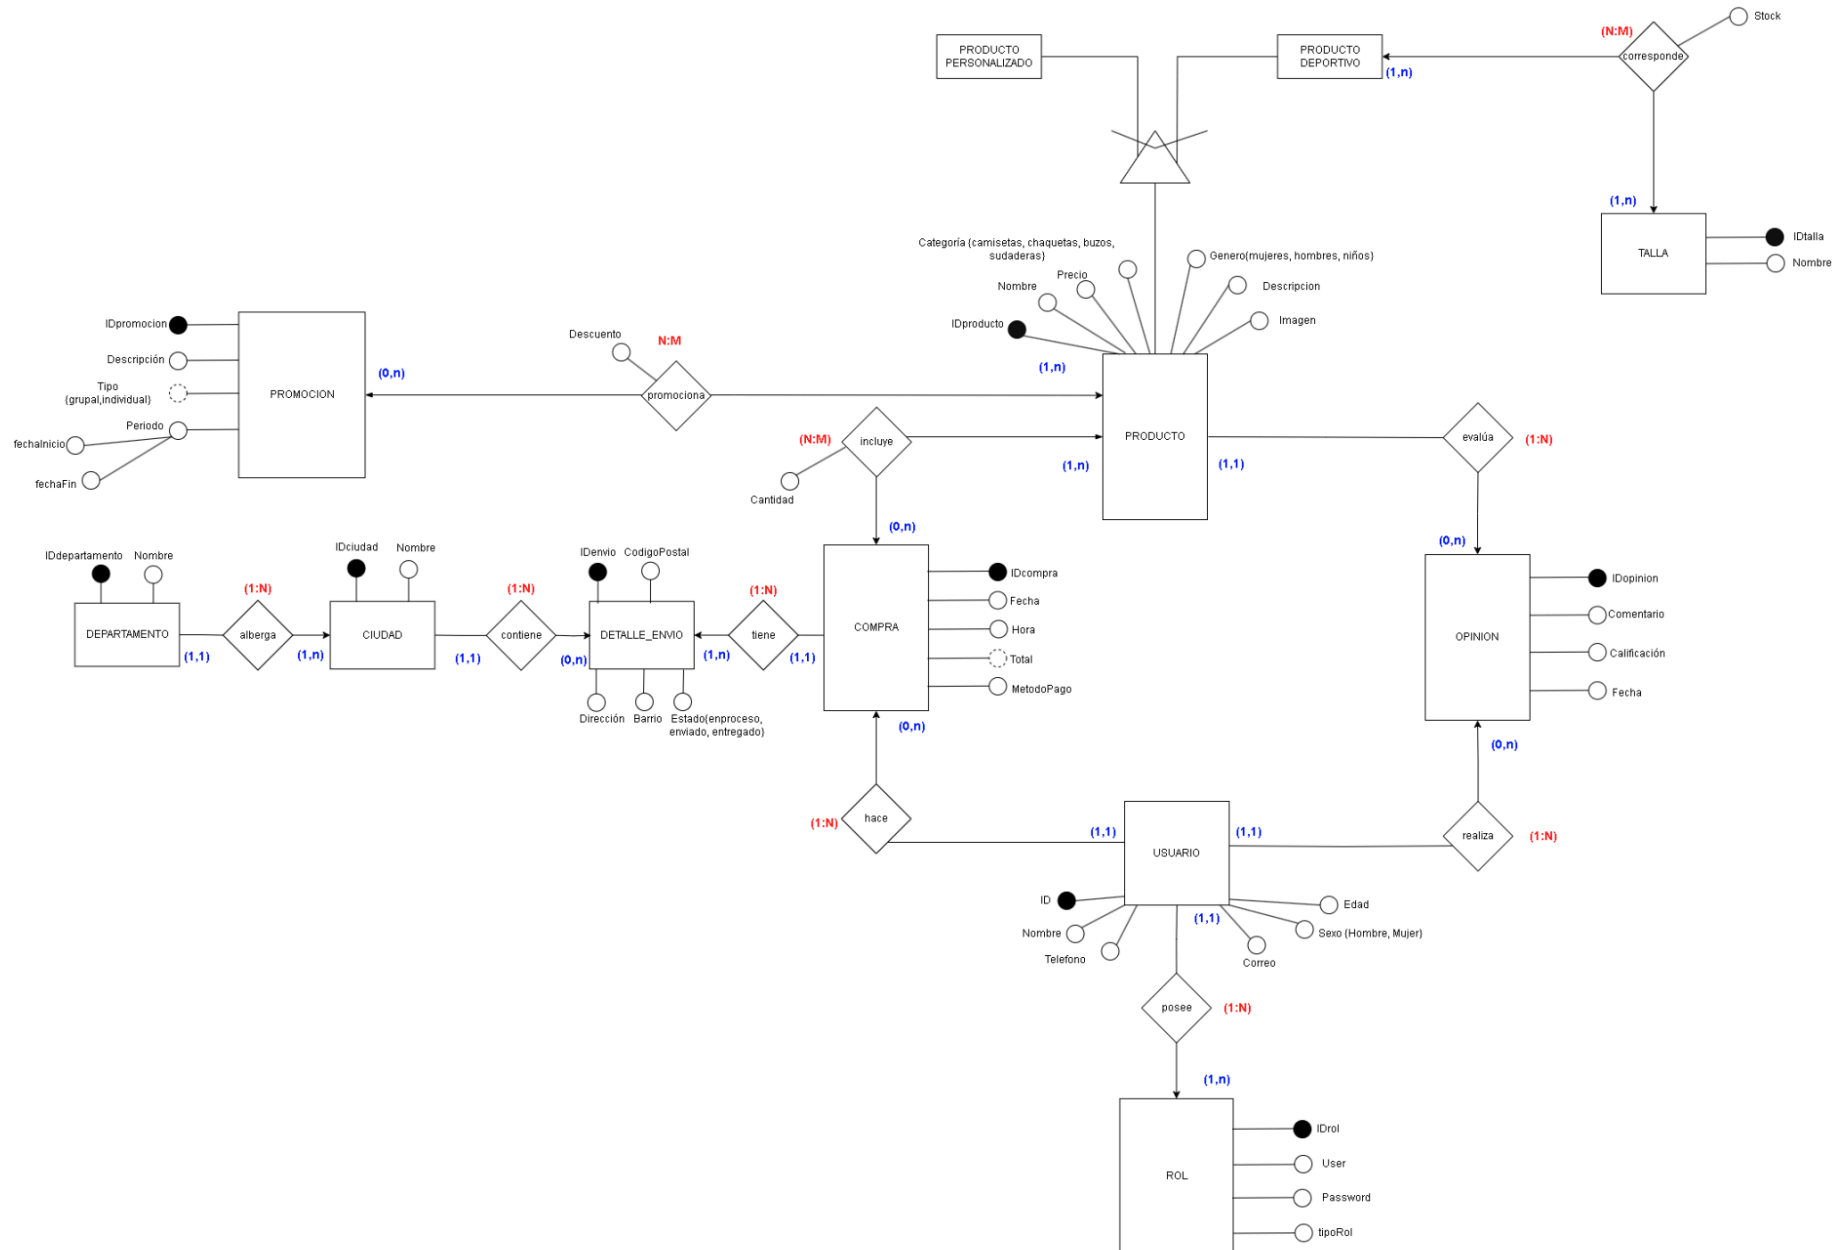 Stock
(N:M)
PRODUCTO
PERSONALIZADO
PRODUCTO
DEPORTIVO
corresponde
(1,n)
(1,n)
IDtalla
TALLA
Nombre
Categoría {camisetas, chaquetas, buzos,
sudaderas}
Genero(mujeres, hombres, niños}
Precio
Nombre
Descripcion
IDproducto
Imagen
IDpromocion
Descripción
Tipo
{grupal,individual}
Periodo
fechaInicio
fechaFin
PROMOCION
(0,n)
Descuento
N:M
promociona
(1,n)
(N:M)
incluye
Cantidad
(1,n)
PRODUCTO
(1,1)
evalúa
(1:N)
(0,n)
(0,n)
IDdepartamento
Nombre
IDciudad
Nombre
IDenvio
CodigoPostal
(1:N)
(1:N)
(1:N)
DEPARTAMENTO
alberga
CIUDAD
contiene
DETALLE_ENVIO
tiene
COMPRA
(1,1)
(1,n)
(1,1)
(0,n)
(1,n)
(1,1)
Dirección
Barrio
Estado(enproceso,
enviado, entregado}
IDcompra
Fecha
Hora
Total
MetodoPago
(0,n)
OPINION
IDopinion
Comentario
Calificación
Fecha
(0,n)
hace
(1:N)
(1,1)
(1,1)
realiza
(1:N)
USUARIO
ID
Nombre
Telefono
(1,1)
Correo
Sexo {Hombre, Mujer}
Edad
posee
(1:N)
(1,n)
ROL
IDrol
User
Password
tipoRol